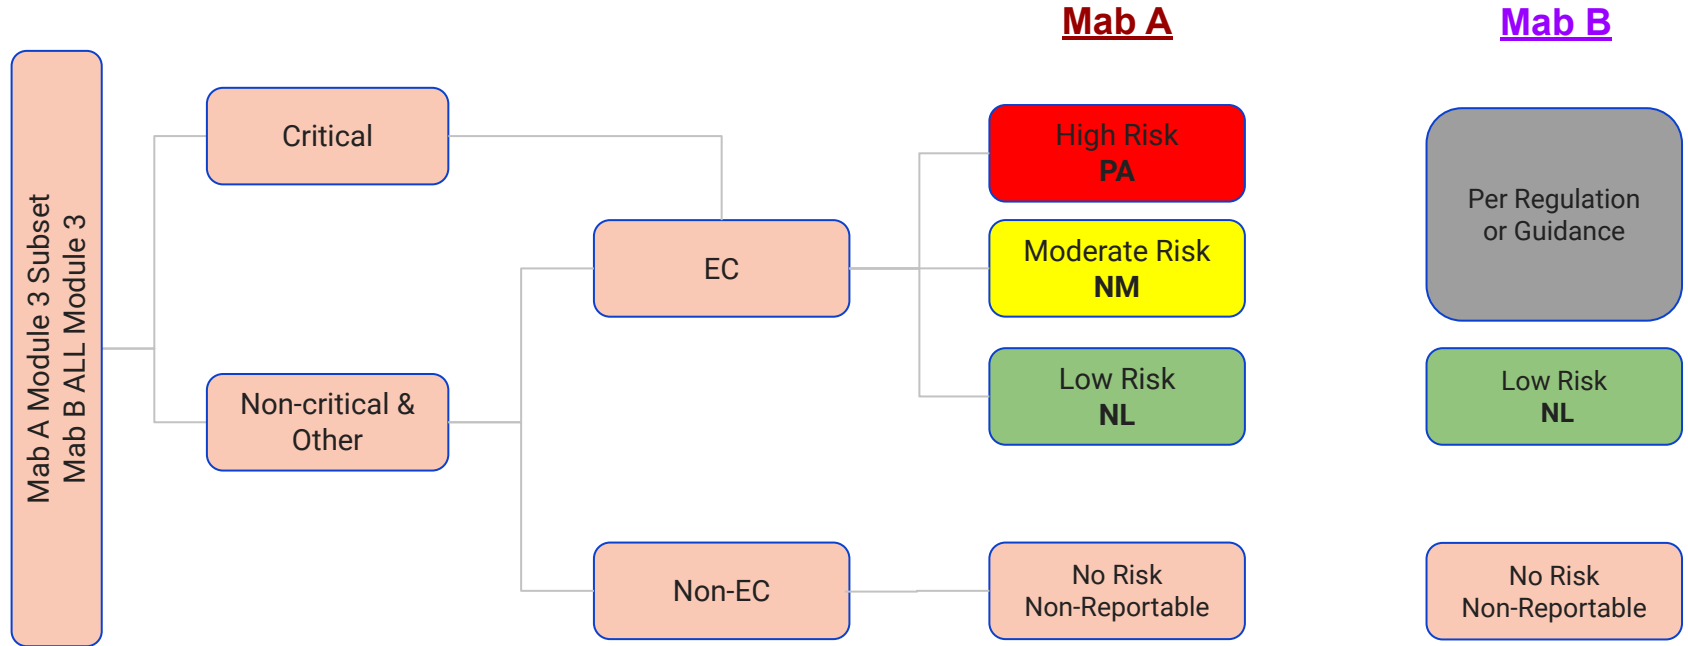 Mab A
Mab B
Mab A Module 3 Subset
Mab B ALL Module 3
Critical
Non-critical &
Other
EC
Non-EC
High Risk
PA
Moderate Risk
NM
Low Risk
NL
No Risk
Non-Reportable
Per Regulation
or Guidance
Low Risk
NL
No Risk
Non-Reportable